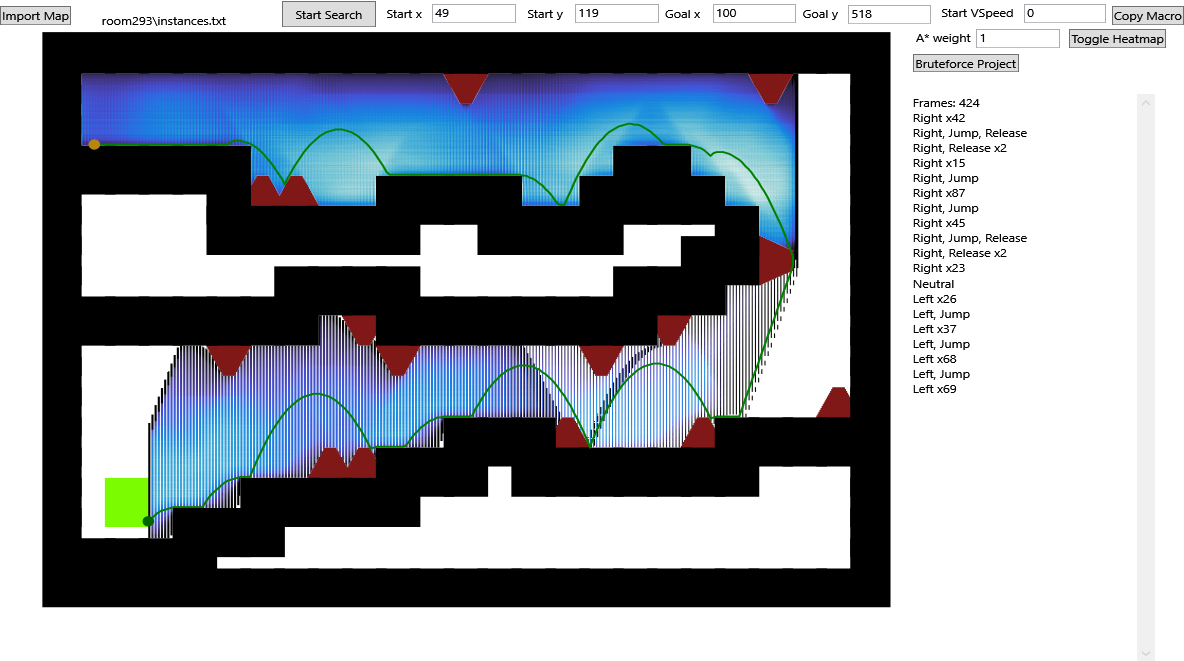 Import Map
room293\instances.txt
Start Search
Start x 49
Start y 119
Goal x 100
Goal y 518
Start VSpeed 0
Copy Macro
A* weight 1
Toggle Heatmap
Bruteforce Project
Frames: 424
Right x42
Right, Jump, Release
Right, Release x2
Right x15
Right, Jump
Right x87
Right, Jump
Right x45
Right, Jump, Release
Right, Release x2
Right x23
Neutral
Left x26
Left, Jump
Left x37
Left, Jump
Left x68
Left, Jump
Left x69